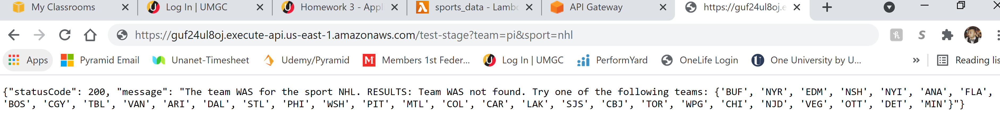 My Classrooms
Log In | UMGC
Homework 3 - Appl
sports_data - Lambd
API Gateway
https://guf24ul8oj.e
https://guf24ul8oj.execute-api.us-east-1.amazonaws.com/test-stage?team=pi&sport=nhl
Apps
Pyramid Email
Unanet-Timesheet
Udemy/Pyramid
Members 1st Feder...
Log In | UMGC
PerformYard
OneLife Login
One University by U...
»
Reading lis
{"statusCode": 200, "message": "The team WAS for the sport NHL. RESULTS: Team WAS not found. Try one of the following teams: {'BUF', 'NYR', 'EDM', 'NSH', 'NYI', 'ANA', 'FLA',
'BOS', 'CGY', 'TBL', 'VAN', 'ARI', 'DAL', 'STL', 'PHI', 'WSH', 'PIT', 'MTL', 'COL', 'CAR', 'LAK', 'SJS', 'CBJ', 'TOR', 'WPG', 'CHI', 'NJD', 'VEG', 'OTT', 'DET', 'MIN'}"}